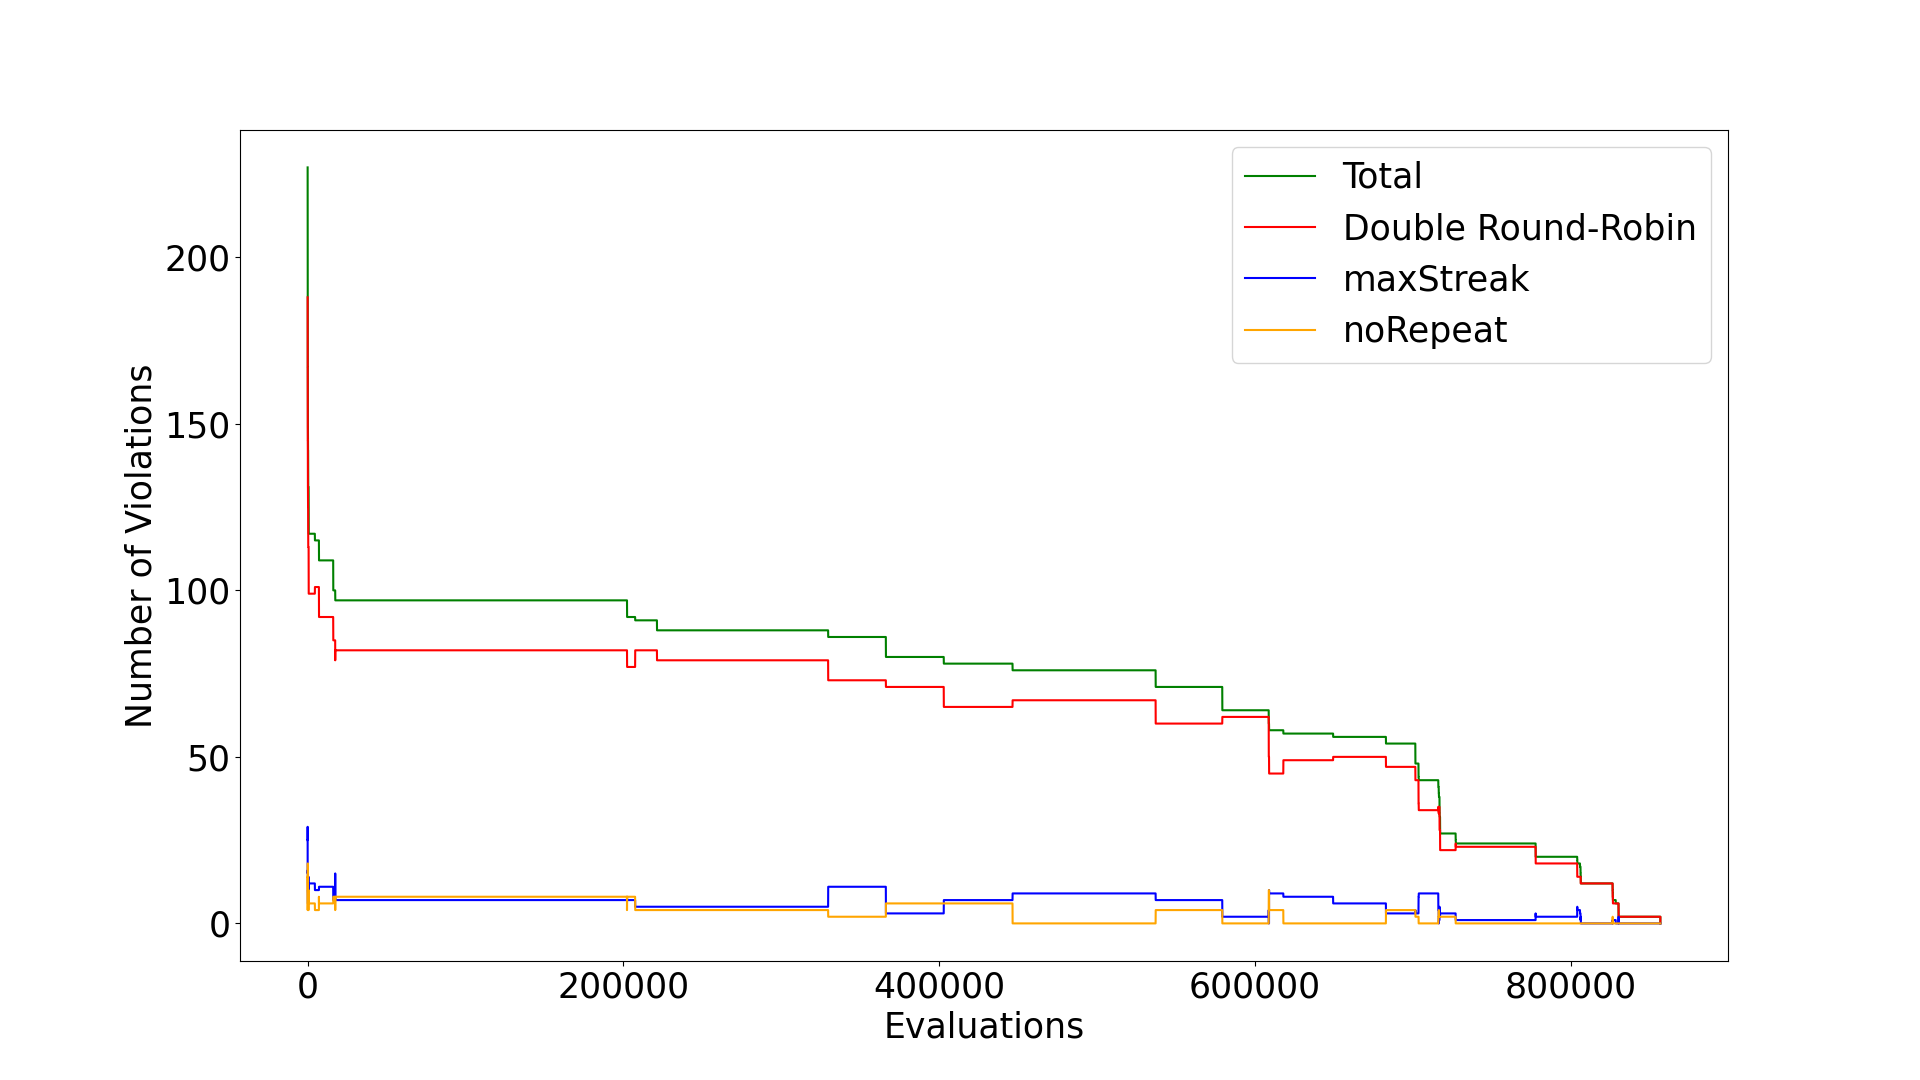 Total
Double Round-Robin
maxStreak
noRepeat
200
150
100
50
0
Number of Violations
0 200000 400000 600000 800000
Evaluations